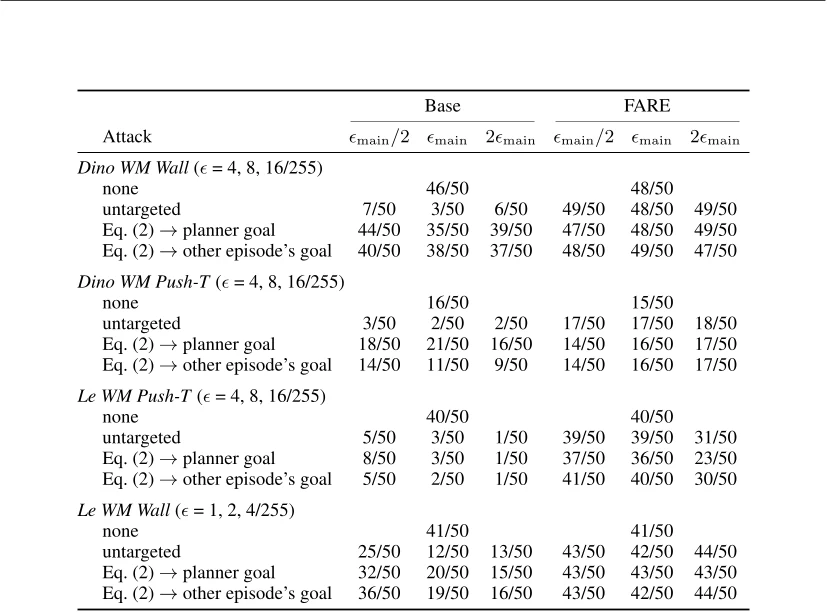 Base FARE
Attack ϵmain/2 ϵmain 2ϵmain ϵmain/2 ϵmain 2ϵmain
Dino WM Wall (ϵ = 4, 8, 16/255)
none 46/50 48/50
untargeted 7/50 3/50 6/50 49/50 48/50 49/50
Eq. (2) → planner goal 44/50 35/50 39/50 47/50 48/50 49/50
Eq. (2) → other episode's goal 40/50 38/50 37/50 48/50 49/50 47/50
Dino WM Push-T (ϵ = 4, 8, 16/255)
none 16/50 15/50
untargeted 3/50 2/50 2/50 17/50 17/50 18/50
Eq. (2) → planner goal 18/50 21/50 16/50 14/50 16/50 17/50
Eq. (2) → other episode's goal 14/50 11/50 9/50 14/50 16/50 17/50
Le WM Push-T (ϵ = 4, 8, 16/255)
none 40/50 40/50
untargeted 5/50 3/50 1/50 39/50 39/50 31/50
Eq. (2) → planner goal 8/50 3/50 1/50 37/50 36/50 23/50
Eq. (2) → other episode's goal 5/50 2/50 1/50 41/50 40/50 30/50
Le WM Wall (ϵ = 1, 2, 4/255)
none 41/50 41/50
untargeted 25/50 12/50 13/50 43/50 42/50 44/50
Eq. (2) → planner goal 32/50 20/50 15/50 43/50 43/50 43/50
Eq. (2) → other episode's goal 36/50 19/50 16/50 43/50 42/50 44/50